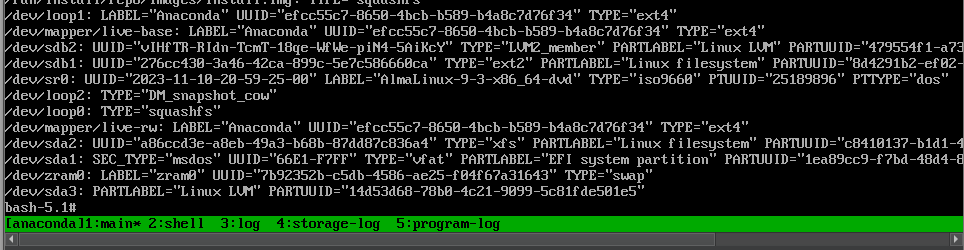 /dev/loop1: LABEL="Anaconda" UUID="efcc55c7-8650-4bcb-b589-b4a8c7d76f34" TYPE="ext4"
/dev/mapper/live-base: LABEL="Anaconda" UUID="efcc55c7-8650-4bcb-b589-b4a8c7d76f34" TYPE="ext4"
/dev/sdb2: UUID="vIHfTR-RIdn-TcmT-18qe-WfWe-piN4-5AiKcY" TYPE="LVM2_member" PARTLABEL="Linux LVM" PARTUUID="479554f1-a73
/dev/sdb1: UUID="276cc430-3a46-42ca-899c-5e7c586660ca" TYPE="ext2" PARTLABEL="Linux filesystem" PARTUUID="8d4291b2-ef02-
/dev/sr0: UUID="2023-11-10-20-59-25-00" LABEL="AlmaLinux-9-3-x86_64-dvd" TYPE="iso9660" PTUUID="25189896" PTTYPE="dos"
/dev/loop2: TYPE="DM_snapshot_cow"
/dev/loop0: TYPE="squashfs"
/dev/mapper/live-rw: LABEL="Anaconda" UUID="efcc55c7-8650-4bcb-b589-b4a8c7d76f34" TYPE="ext4"
/dev/sda2: UUID="a86ccd3e-a8eb-49a3-b68b-87dd87c836a4" TYPE="xfs" PARTLABEL="Linux filesystem" PARTUUID="c8410137-b1d1-4
/dev/sda1: SEC_TYPE="msdos" UUID="66E1-F7FF" TYPE="vfat" PARTLABEL="EFI system partition" PARTUUID="1ea89cc9-f7bd-48d4-8
/dev/zram0: LABEL="zram0" UUID="7b92352b-c5db-4586-ae25-f04f67a31643" TYPE="swap"
/dev/sda3: PARTLABEL="Linux LVM" PARTUUID="14d53d68-78b0-4c21-9099-5c81fde501e5"
bash-5.1#
[anaconda]1:main* 2:shell  3:log  4:storage-log  5:program-log